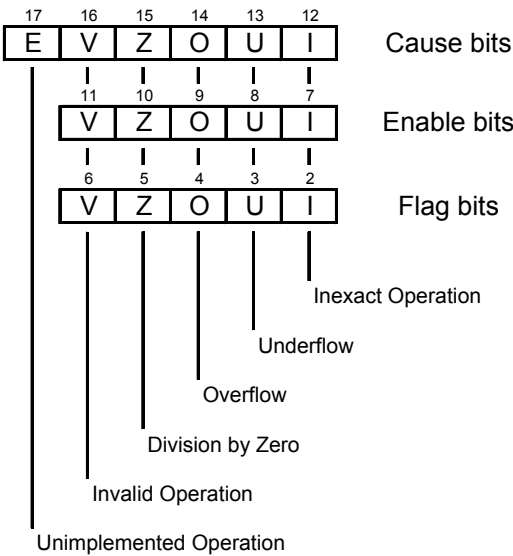 17 16 15 14 13 12
E V Z O U I Cause bits
11 10 9 8 7
V Z O U I Enable bits
6 5 4 3 2
V Z O U I Flag bits
Inexact Operation
Underflow
Overflow
Division by Zero
Invalid Operation
Unimplemented Operation